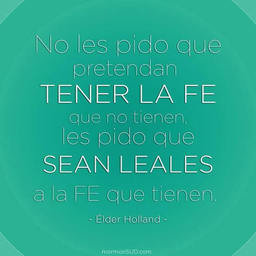 No les pido que
pretendan
TENER LA FE
que no tienen,
les pido que
SEAN LEALES
a la FE que tienen.
- Élder Holland -
mormonSUD.com